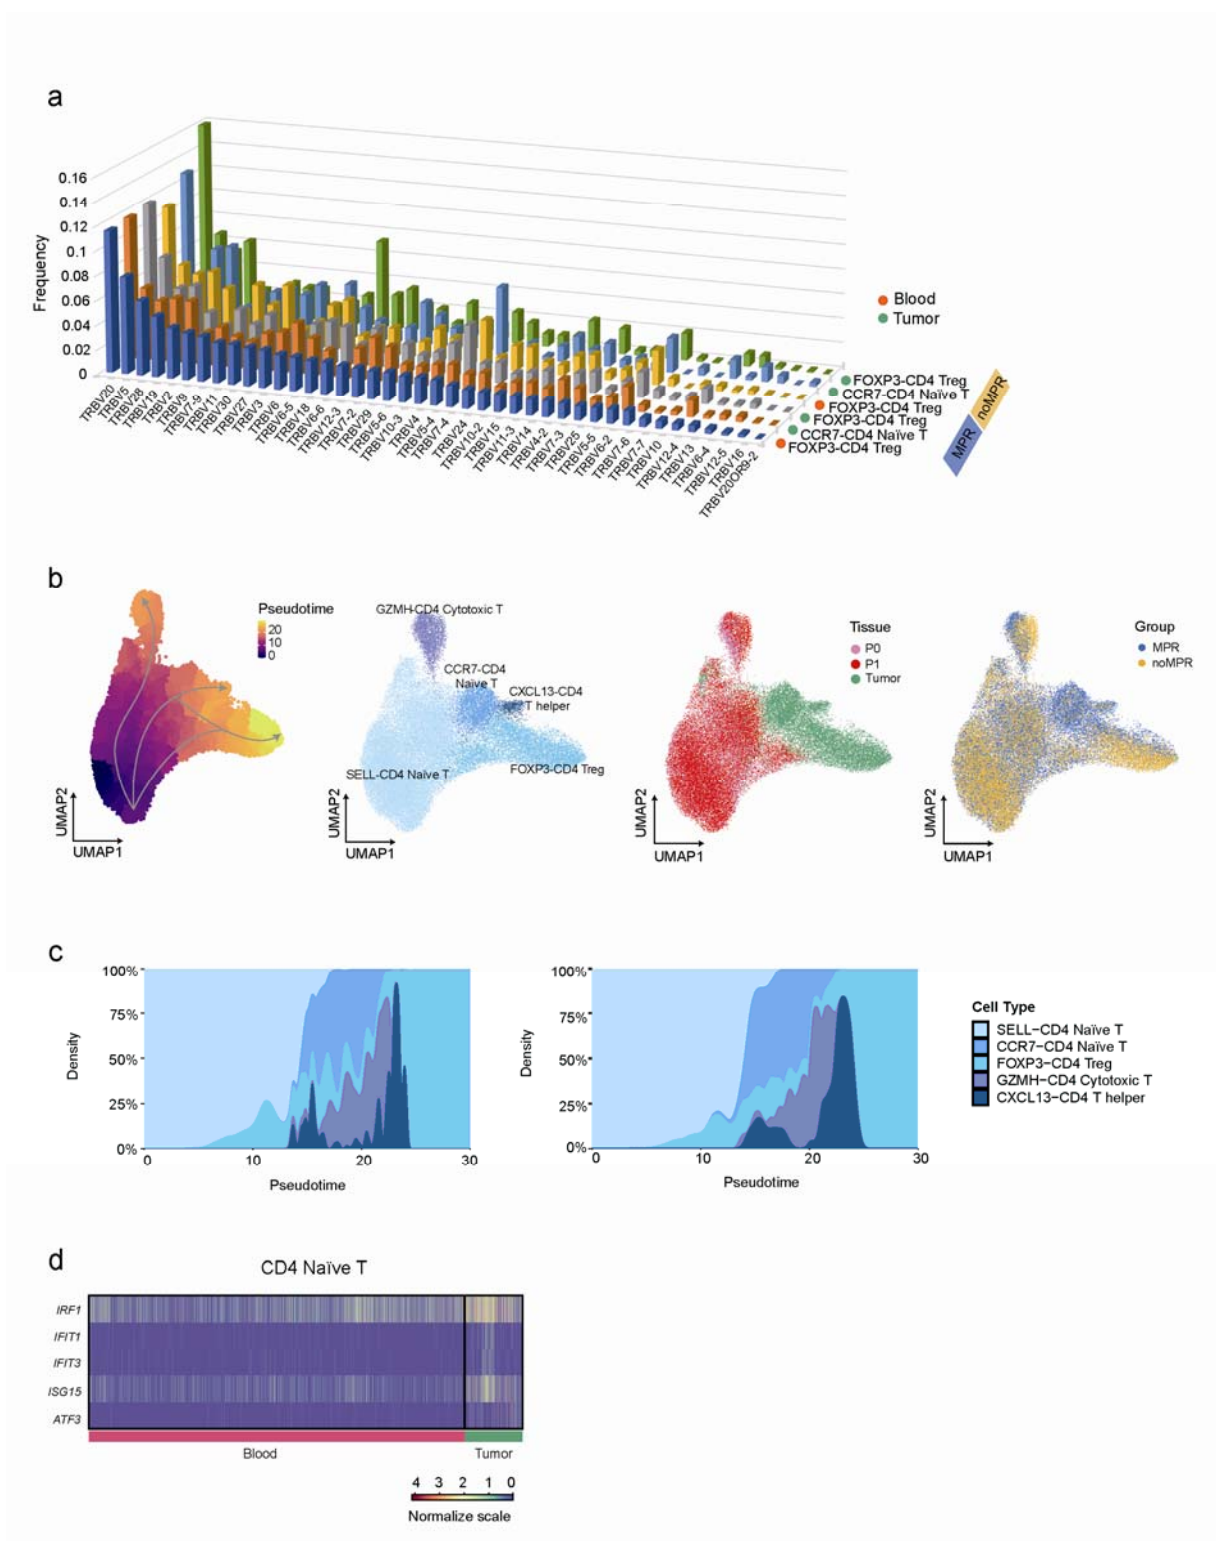 a
0.16
0.14
0.12
0.1
0.08
0.06
0.04
0.02
0
Frequency
TRBV20
TRBV5
TRBV28
TRBV19
TRBV2
TRBV9
TRBV7-9
TRBV11
TRBV30
TRBV27
TRBV3
TRBV6
TRBV6-5
TRBV18
TRBV6-6
TRBV12-3
TRBV7-2
TRBV29
TRBV5-6
TRBV10-3
TRBV4
TRBV5-4
TRBV7-4
TRBV24
TRBV10-2
TRBV15
TRBV11-3
TRBV14
TRBV4-2
TRBV7-3
TRBV25
TRBV5-5
TRBV6-2
TRBV7-6
TRBV7-7
TRBV10
TRBV12-4
TRBV13
TRBV6-4
TRBV12-5
TRBV16
TRBV20OR9-2
Blood
Tumor
FOXP3-CD4 Treg
CCR7-CD4 Naïve T
FOXP3-CD4 Treg
FOXP3-CD4 Treg
CCR7-CD4 Naïve T
FOXP3-CD4 Treg
noMPR
MPR
b
Pseudotime
20
10
0
UMAP2
UMAP1
GZMH-CD4 Cytotoxic T
CCR7-CD4
Naïve T
CXCL13-CD4
T helper
SELL-CD4 Naïve T
FOXP3-CD4 Treg
UMAP2
UMAP1
Tissue
P0
P1
Tumor
UMAP2
UMAP1
Group
MPR
noMPR
UMAP2
UMAP1
c
100%
75%
50%
25%
0%
Density
0 10 20 30
Pseudotime
100%
75%
50%
25%
0%
Density
0 10 20 30
Pseudotime
Cell Type
SELL−CD4 Naïve T
CCR7−CD4 Naïve T
FOXP3−CD4 Treg
GZMH−CD4 Cytotoxic T
CXCL13−CD4 T helper
d
CD4 Naïve T
IRF1
IFIT1
IFIT3
ISG15
ATF3
Blood Tumor
4 3 2 1 0
Normalize scale